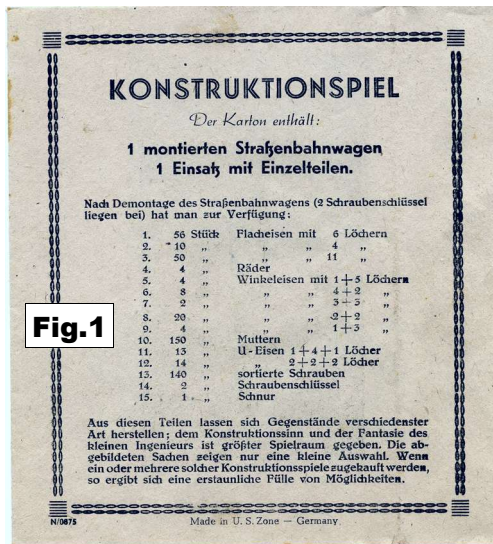 KONSTRUKTIONSPIEL
Der Karton enthält:
1 montierten Straßenbahnwagen
1 Einsatz mit Einzelteilen.
Nach Demontage des Straßenbahnwagens (2 Schraubenschlüssel
liegen bei) hat man zur Verfügung:
1. 56 Stück Flacheisen mit 6 Löchern
2. 10 „ „ „ 4 „
3. 50 „ „ „ 11 „
4. 4 „ Räder
5. 4 „ Winkeleisen mit 1+5 Löchern
6. 8 „ „ „ 4+2 „
7. 2 „ „ „ 3+3 „
8. 20 „ „ „ 2+2 „
9. 4 „ „ „ 1+3 „
10. 150 „ Muttern
11. 13 „ U-Eisen 1+4+1 Löcher
12. 14 „ „ 2+2+2 Löcher
13. 140 „ sortierte Schrauben
14. 2 „ Schraubenschlüssel
15. 1 „ Schnur
Fig.1
Aus diesen Teilen lassen sich Gegenstände verschiedenster
Art herstellen; dem Konstruktionssinn und der Fantasie des
kleinen Ingenieurs ist größter Spielraum gegeben. Die ab-
gebildeten Sachen zeigen nur eine kleine Auswahl. Wenn
ein oder mehrere solcher Konstruktionsspiele zugekauft werden,
so ergibt sich eine erstaunliche Fülle von Möglichkeiten.
N/0875 Made in U. S. Zone — Germany